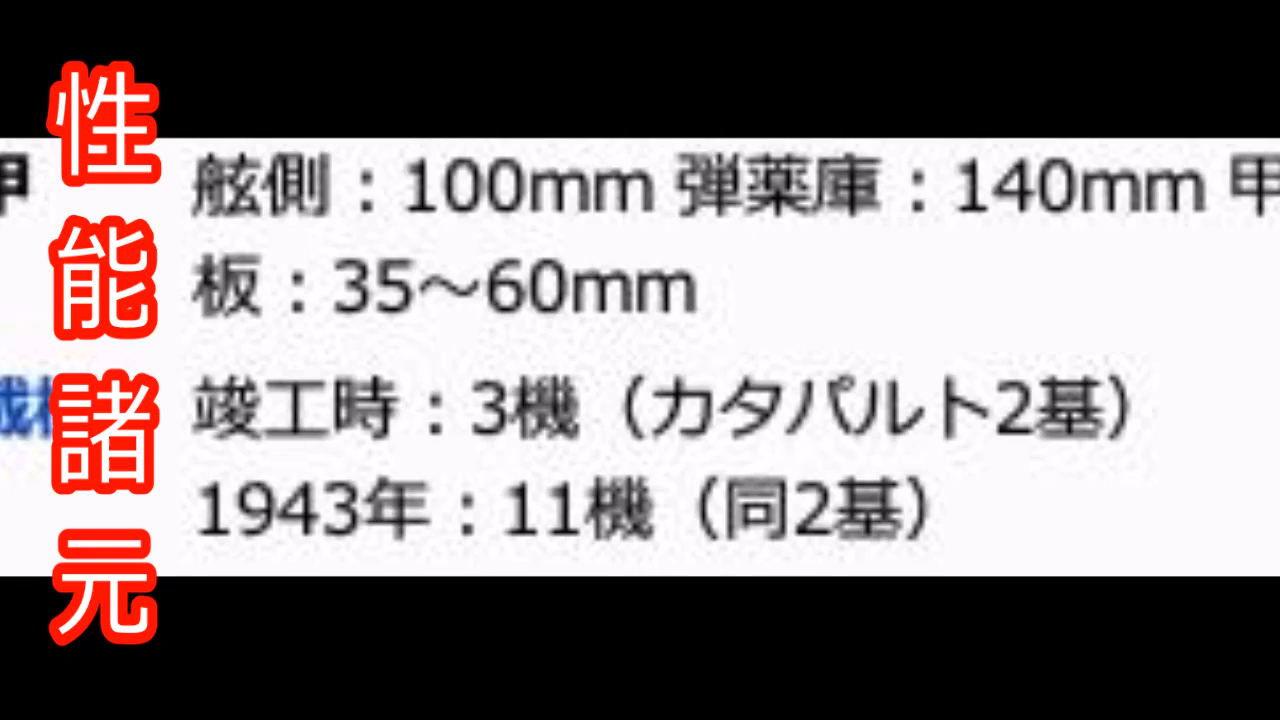 性能諸元
舷側：100mm 弾薬庫：140mm 甲
板：35～60mm
竣工時：3機（カタパルト2基）
1943年：11機（同2基）